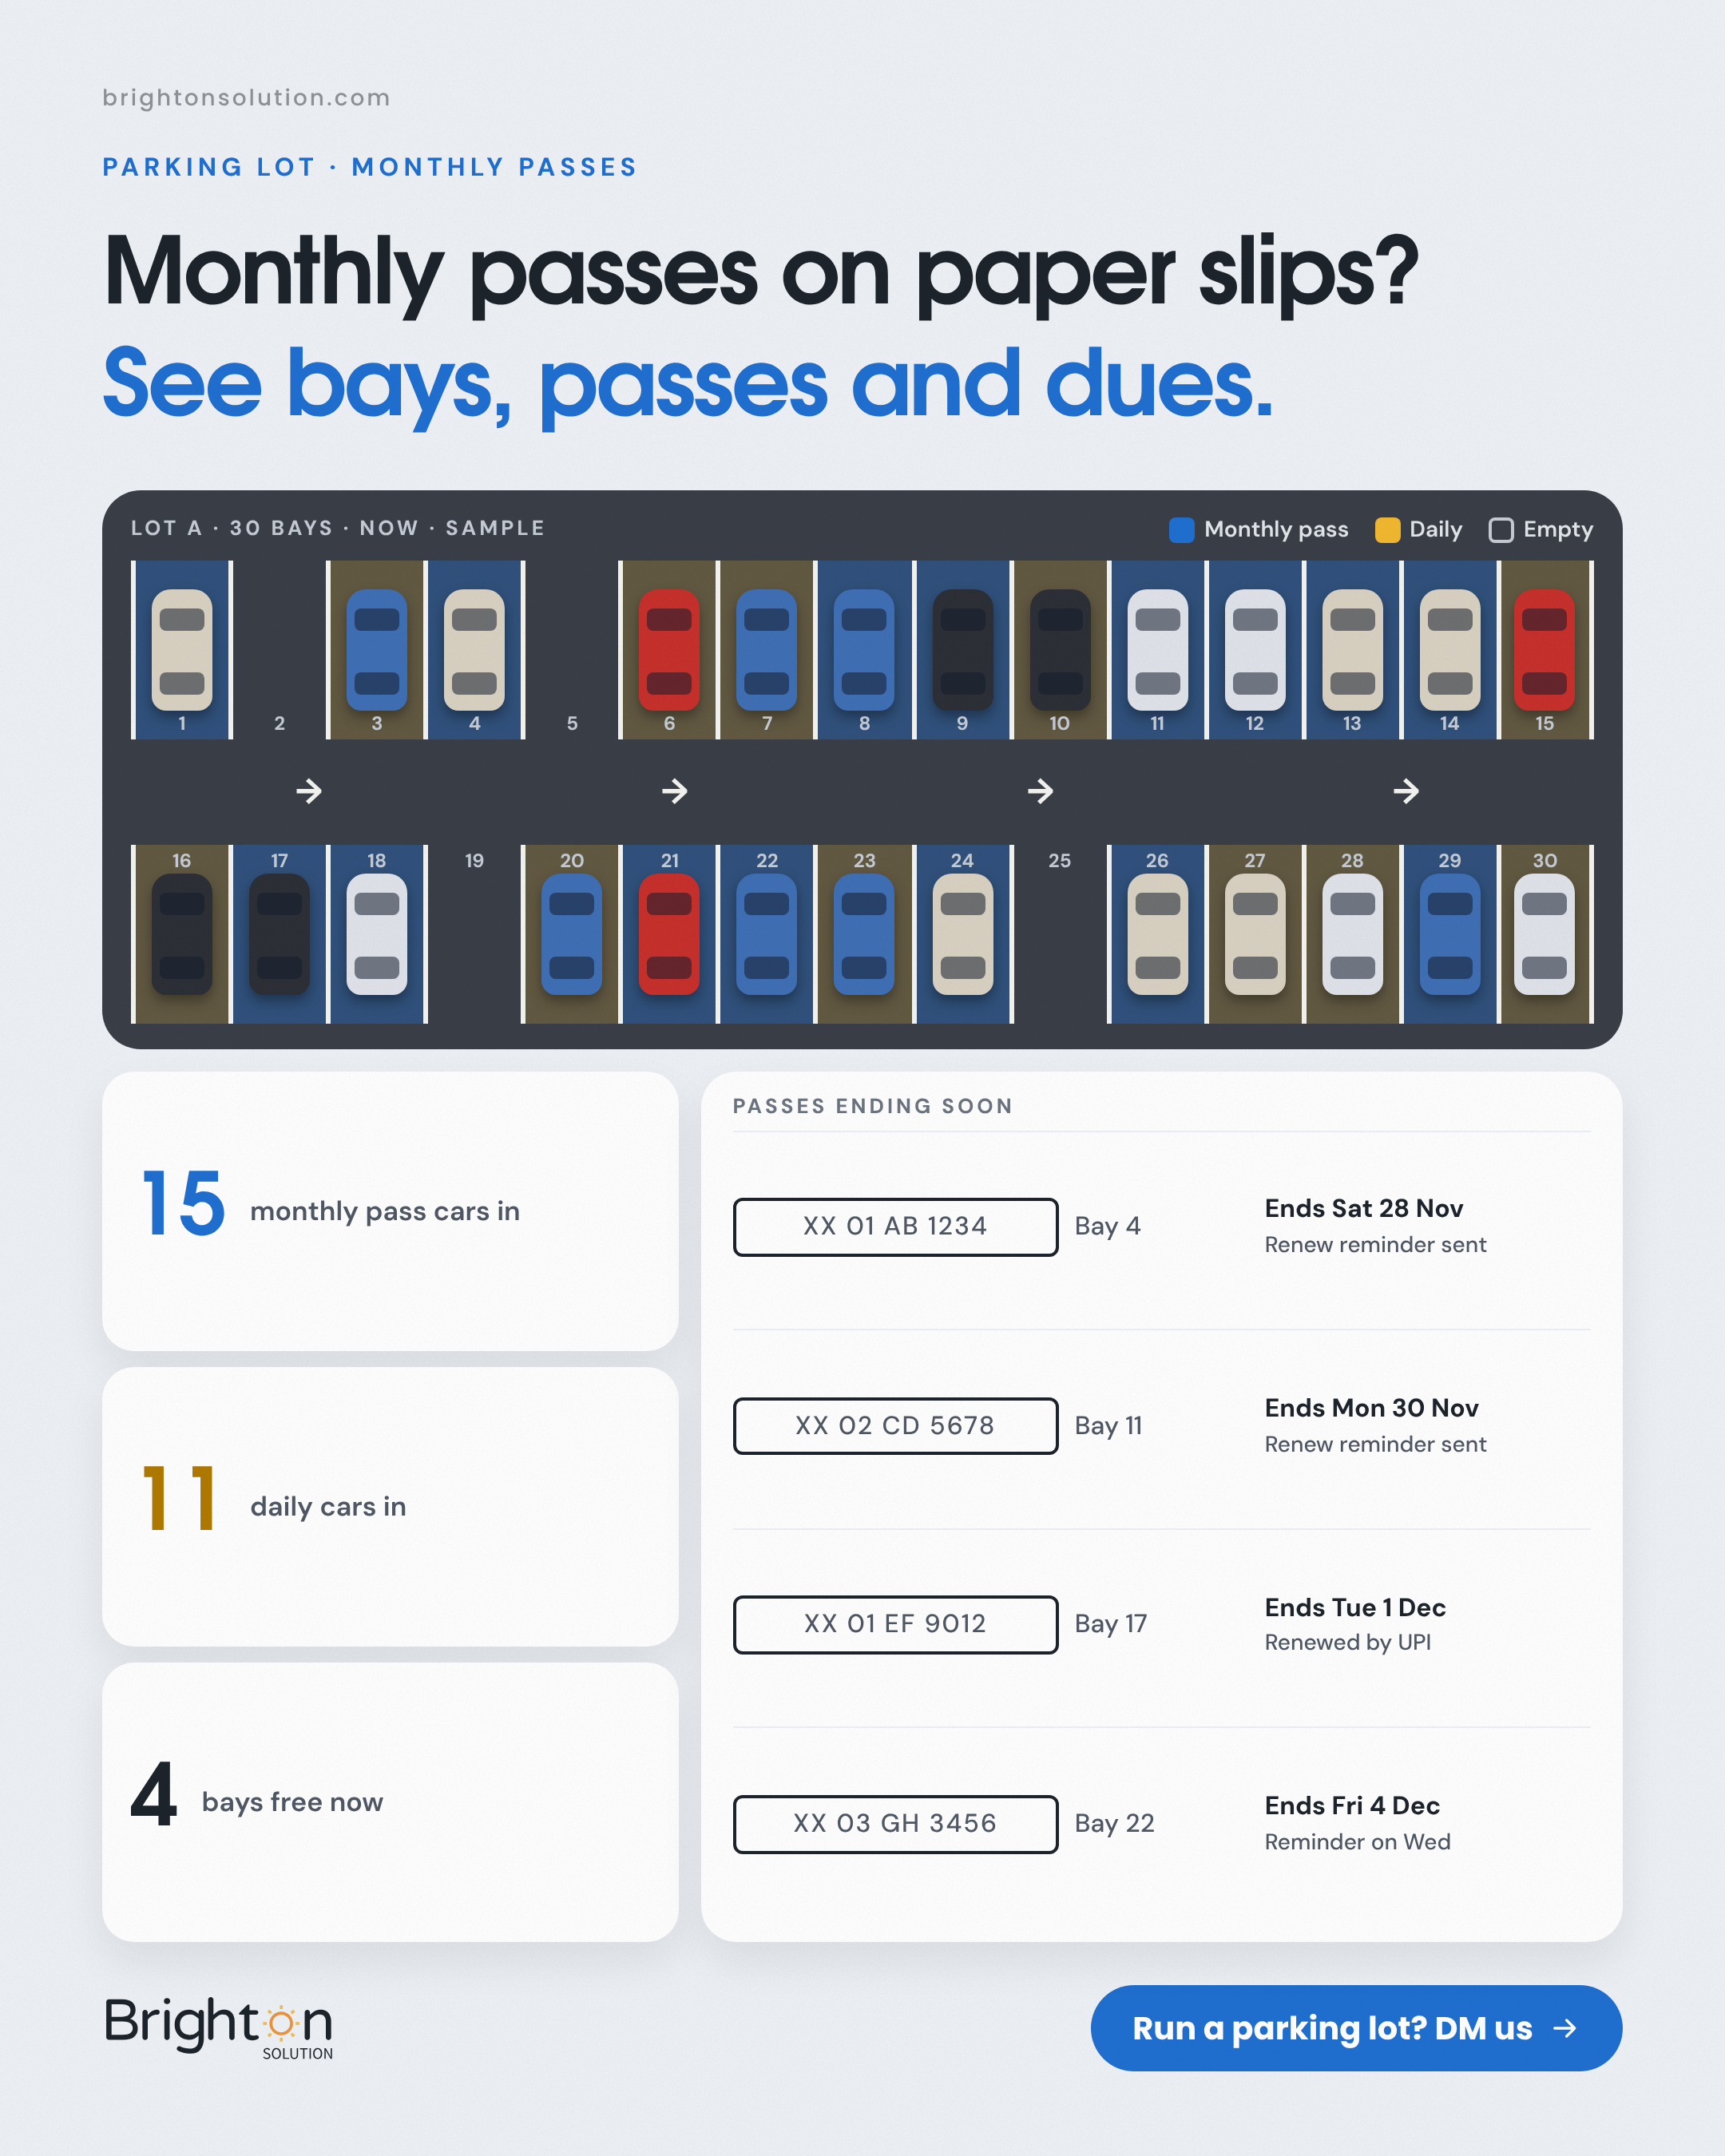 brightonsolution.com
PARKING LOT · MONTHLY PASSES
Monthly passes on paper slips?
See bays, passes and dues.
LOT A · 30 BAYS · NOW · SAMPLE
Monthly pass
Daily
Empty
1 2 3 4 5 6 7 8 9 10 11 12 13 14 15
→ → → →
16 17 18 19 20 21 22 23 24 25 26 27 28 29 30
15 monthly pass cars in
11 daily cars in
4 bays free now
PASSES ENDING SOON
XX 01 AB 1234 Bay 4 Ends Sat 28 Nov
Renew reminder sent
XX 02 CD 5678 Bay 11 Ends Mon 30 Nov
Renew reminder sent
XX 01 EF 9012 Bay 17 Ends Tue 1 Dec
Renewed by UPI
XX 03 GH 3456 Bay 22 Ends Fri 4 Dec
Reminder on Wed
Brighton
SOLUTION
Run a parking lot? DM us →